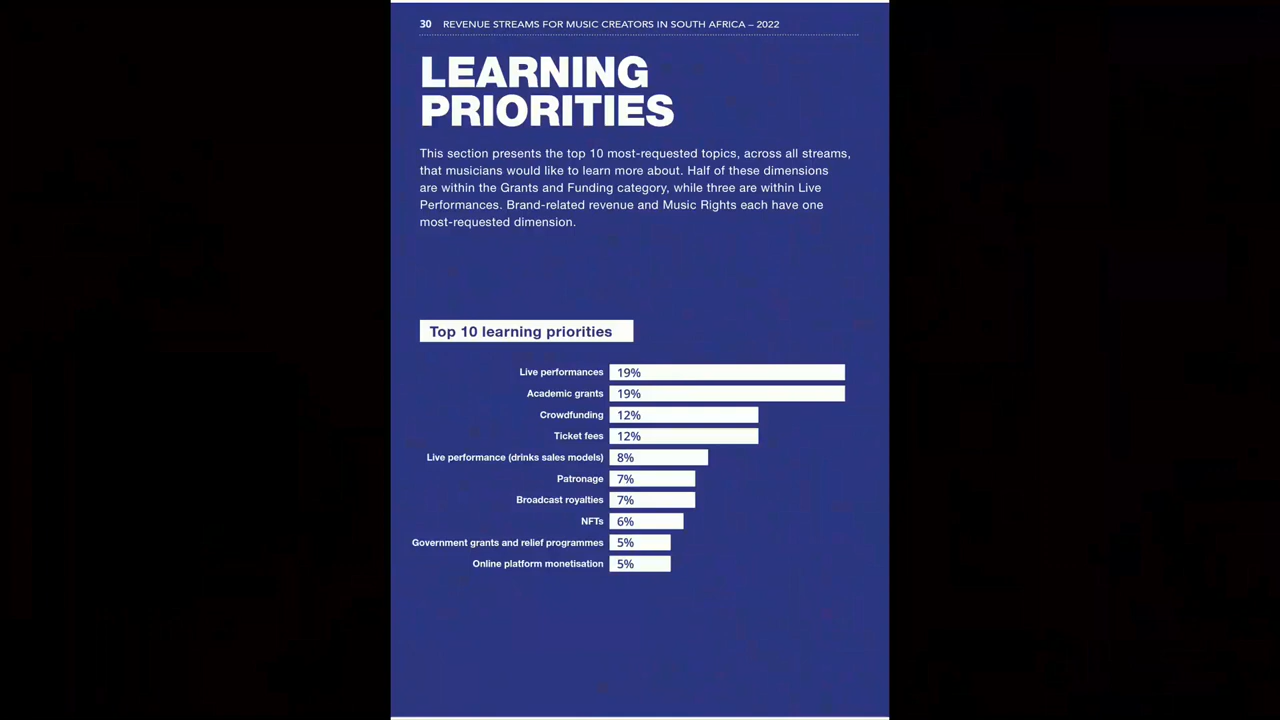 30 REVENUE STREAMS FOR MUSIC CREATORS IN SOUTH AFRICA – 2022
LEARNING
PRIORITIES
This section presents the top 10 most-requested topics, across all streams,
that musicians would like to learn more about. Half of these dimensions
are within the Grants and Funding category, while three are within Live
Performances. Brand-related revenue and Music Rights each have one
most-requested dimension.
Top 10 learning priorities
Live performances 19%
Academic grants 19%
Crowdfunding 12%
Ticket fees 12%
Live performance (drinks sales models) 8%
Patronage 7%
Broadcast royalties 7%
NFTs 6%
Government grants and relief programmes 5%
Online platform monetisation 5%